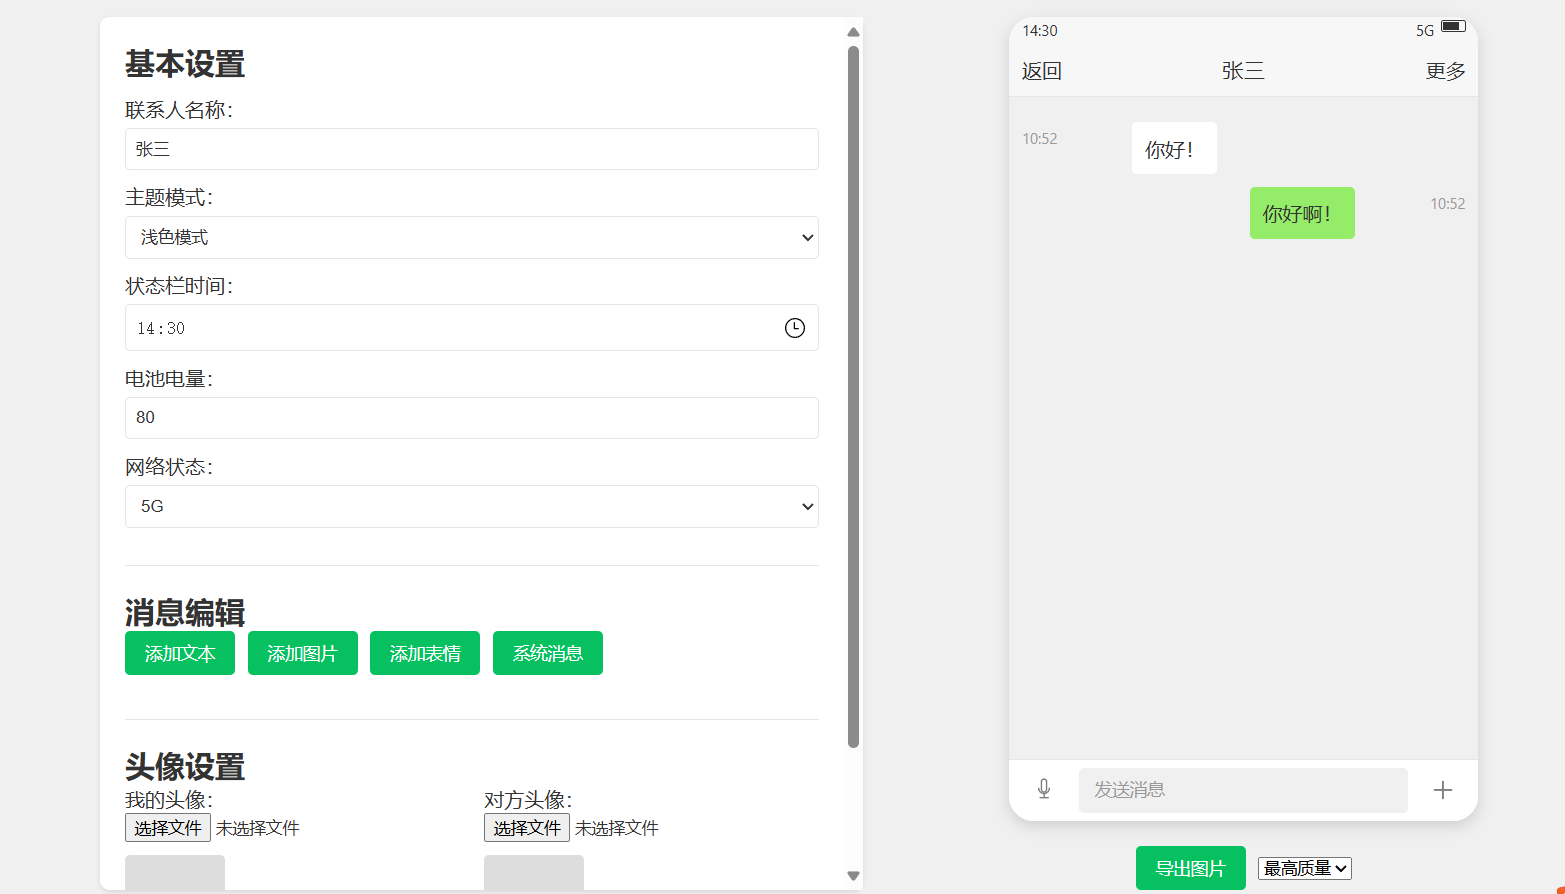 基本设置
联系人名称：
张三
主题模式：
浅色模式
状态栏时间：
14:30
电池电量：
80
网络状态：
5G
消息编辑
添加文本 添加图片 添加表情 系统消息
头像设置
我的头像： 对方头像：
选择文件 未选择文件 选择文件 未选择文件
14:30 5G
返回 张三 更多
10:52 你好！
你好啊！ 10:52
发送消息
导出图片 最高质量